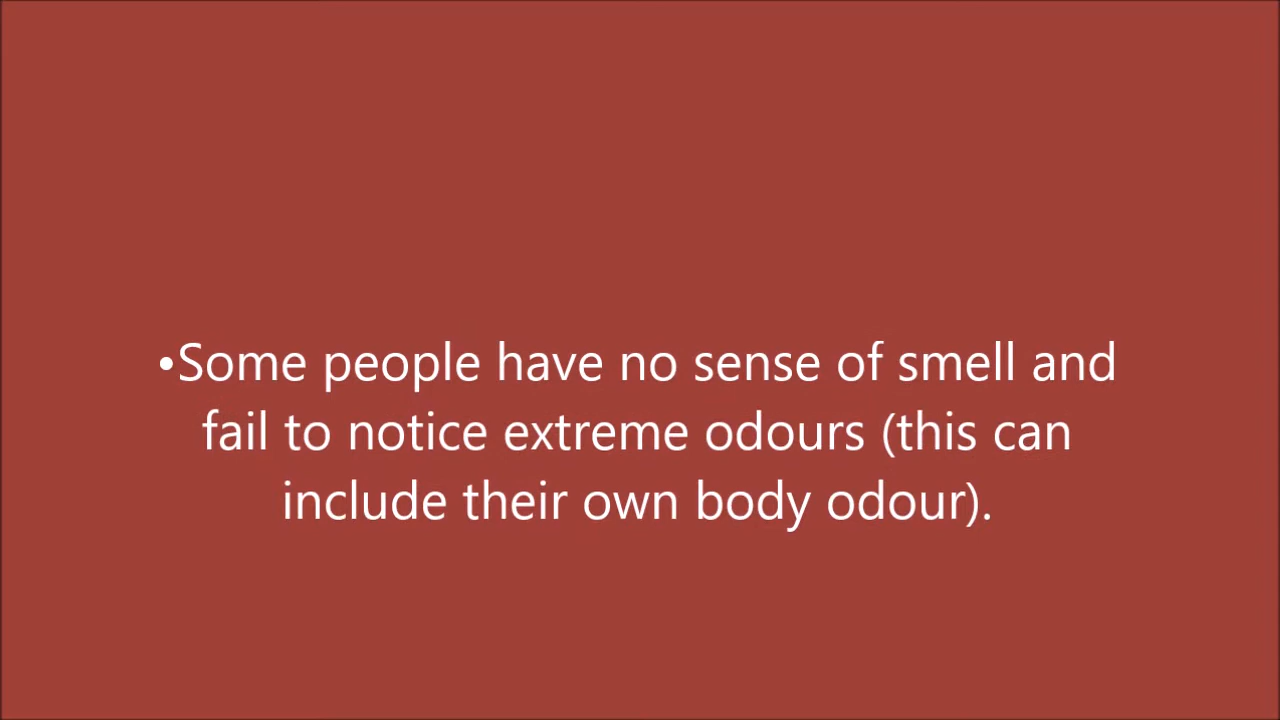 •Some people have no sense of smell and
fail to notice extreme odours (this can
include their own body odour).